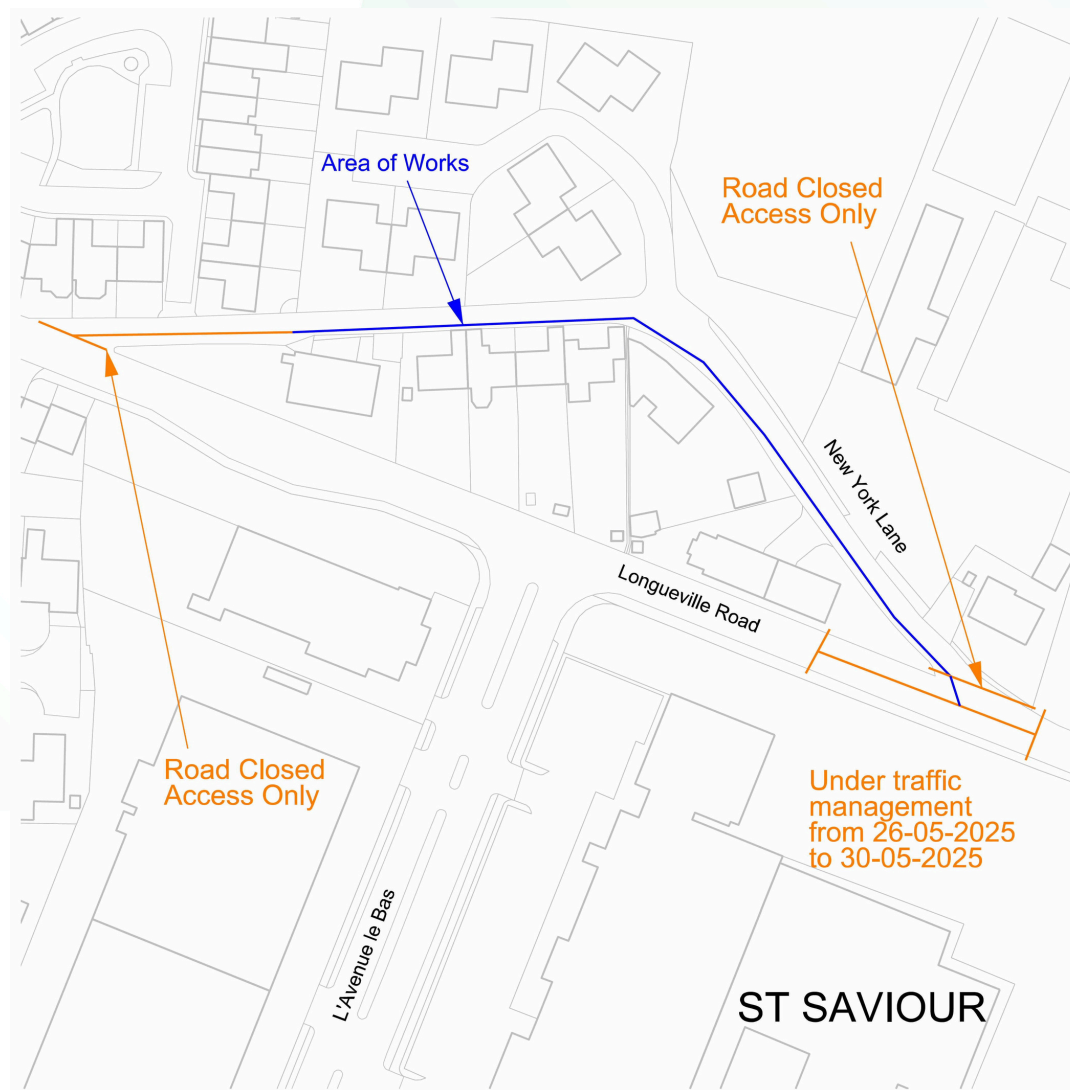 Area of Works
Road Closed
Access Only
New York Lane
Longueville Road
Road Closed
Access Only
Under traffic
management
from 26-05-2025
to 30-05-2025
L'Avenue le Bas
ST SAVIOUR